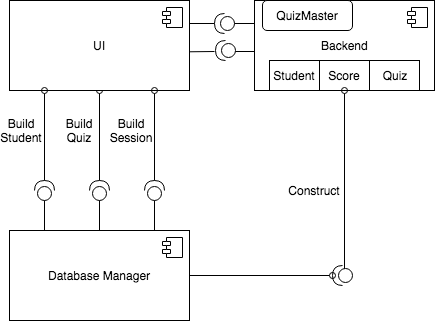 QuizMaster
UI
Backend
Student
Score
Quiz
Build
Student
Build
Quiz
Build
Session
Construct
Database Manager